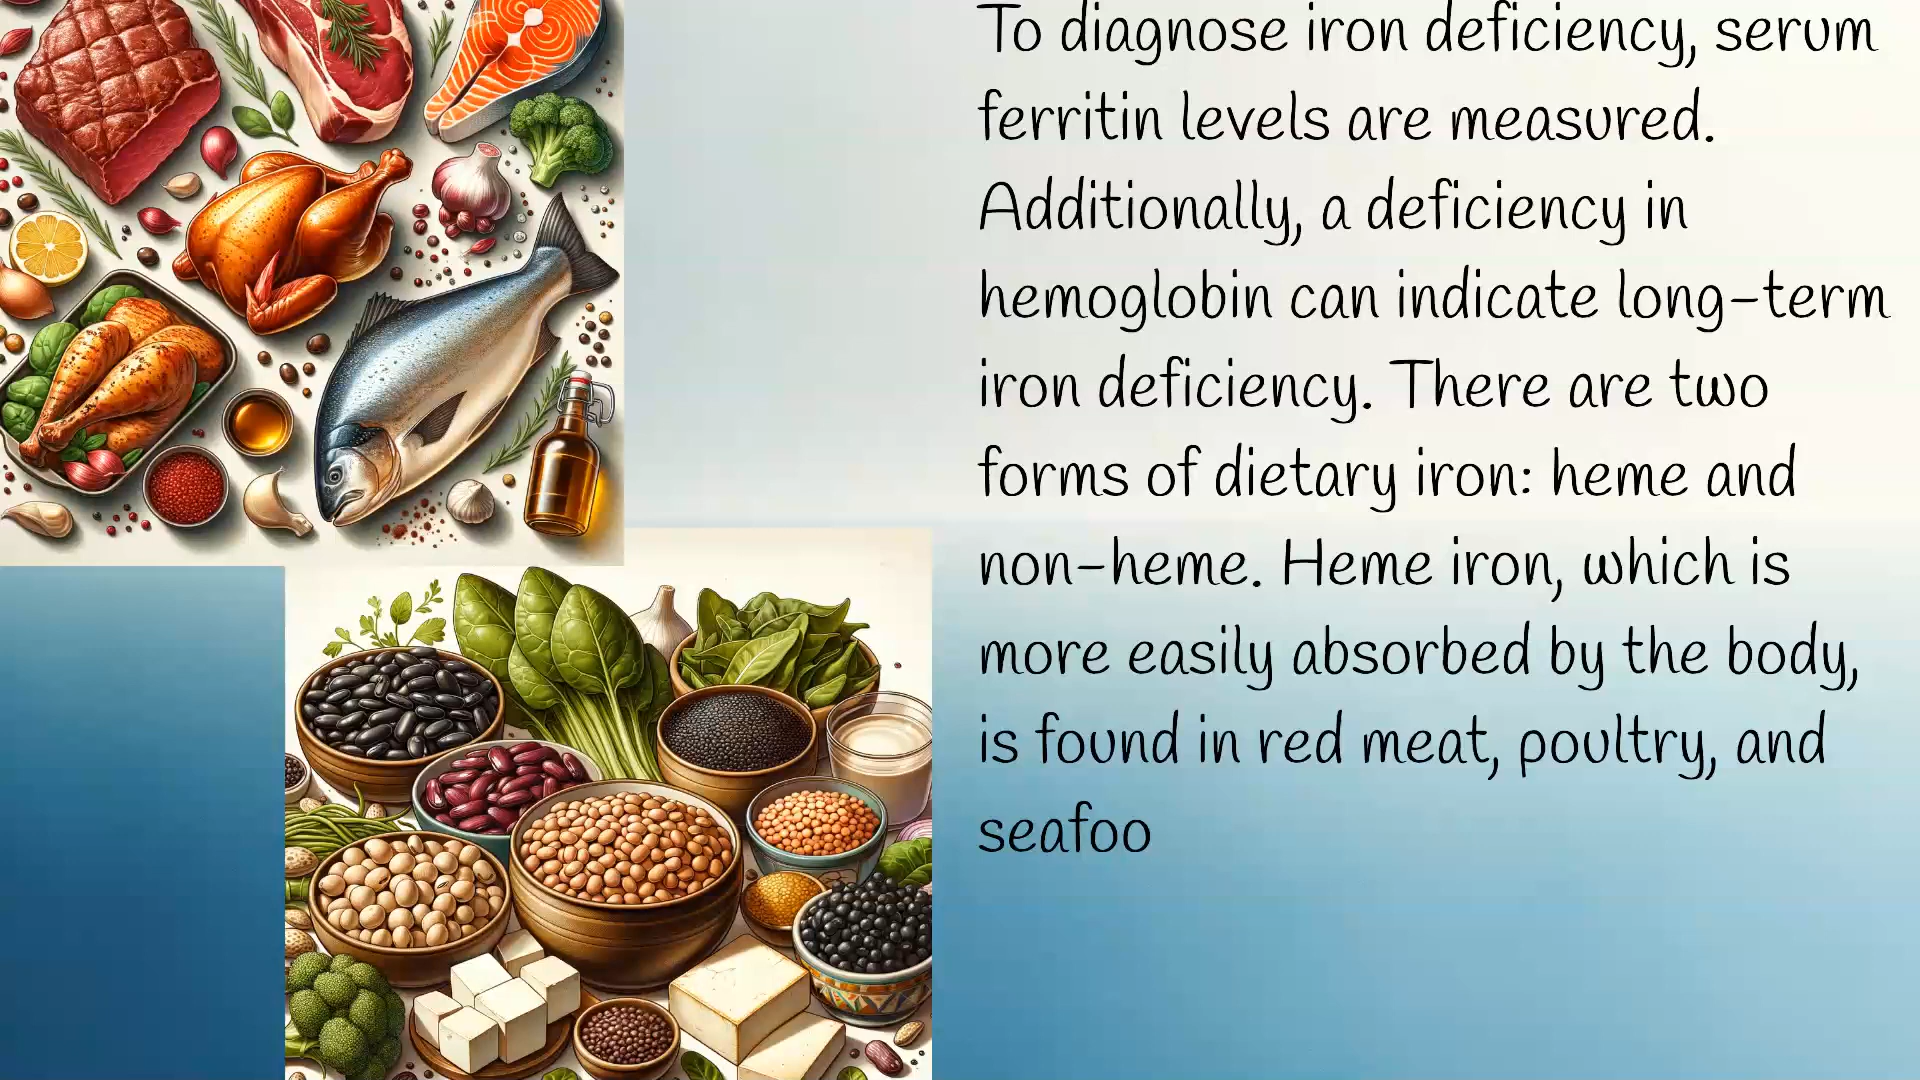 To diagnose iron deficiency, serum
ferritin levels are measured.
Additionally, a deficiency in
hemoglobin can indicate long-term
iron deficiency. There are two
forms of dietary iron: heme and
non-heme. Heme iron, which is
more easily absorbed by the body,
is found in red meat, poultry, and
seafoo